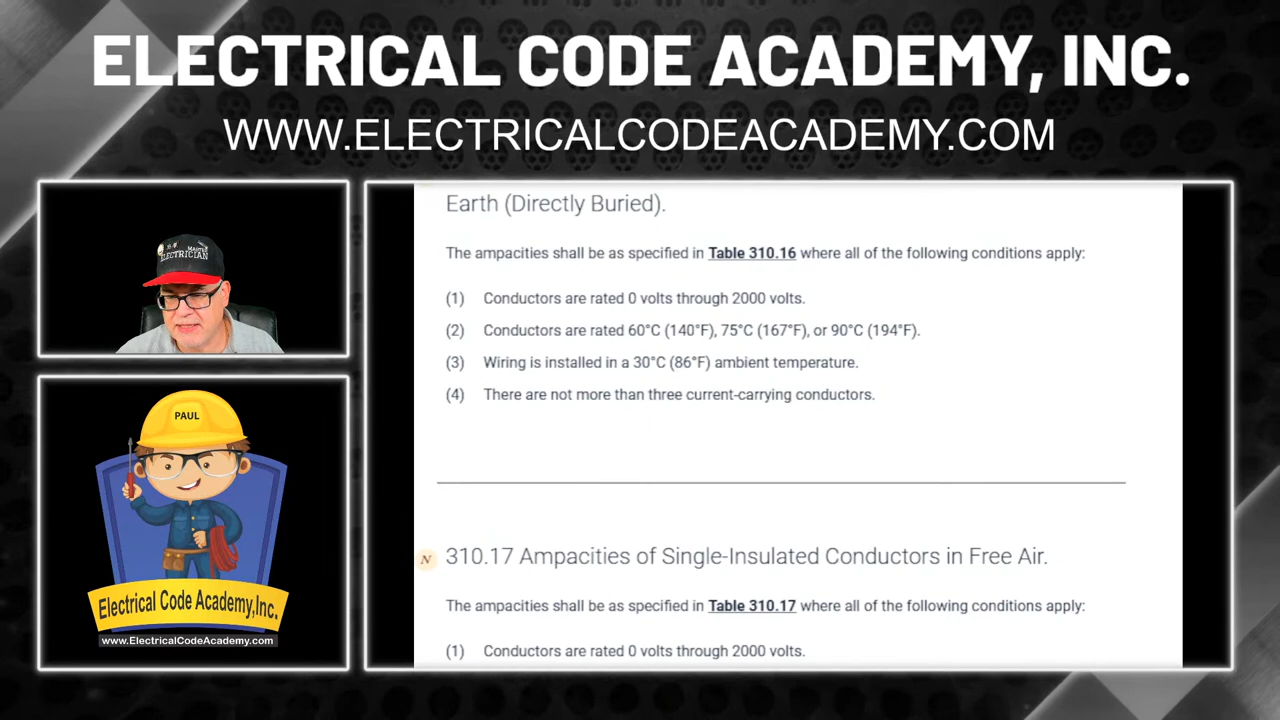 ELECTRICAL CODE ACADEMY, INC.
WWW.ELECTRICALCODEACADEMY.COM
MASTER
ELECTRICIAN
PAUL
Electrical Code Academy,Inc.
www.ElectricalCodeAcademy.com
Earth (Directly Buried).
The ampacities shall be as specified in Table 310.16 where all of the following conditions apply:
(1) Conductors are rated 0 volts through 2000 volts.
(2) Conductors are rated 60°C (140°F), 75°C (167°F), or 90°C (194°F).
(3) Wiring is installed in a 30°C (86°F) ambient temperature.
(4) There are not more than three current-carrying conductors.
N 310.17 Ampacities of Single-Insulated Conductors in Free Air.
The ampacities shall be as specified in Table 310.17 where all of the following conditions apply:
(1) Conductors are rated 0 volts through 2000 volts.